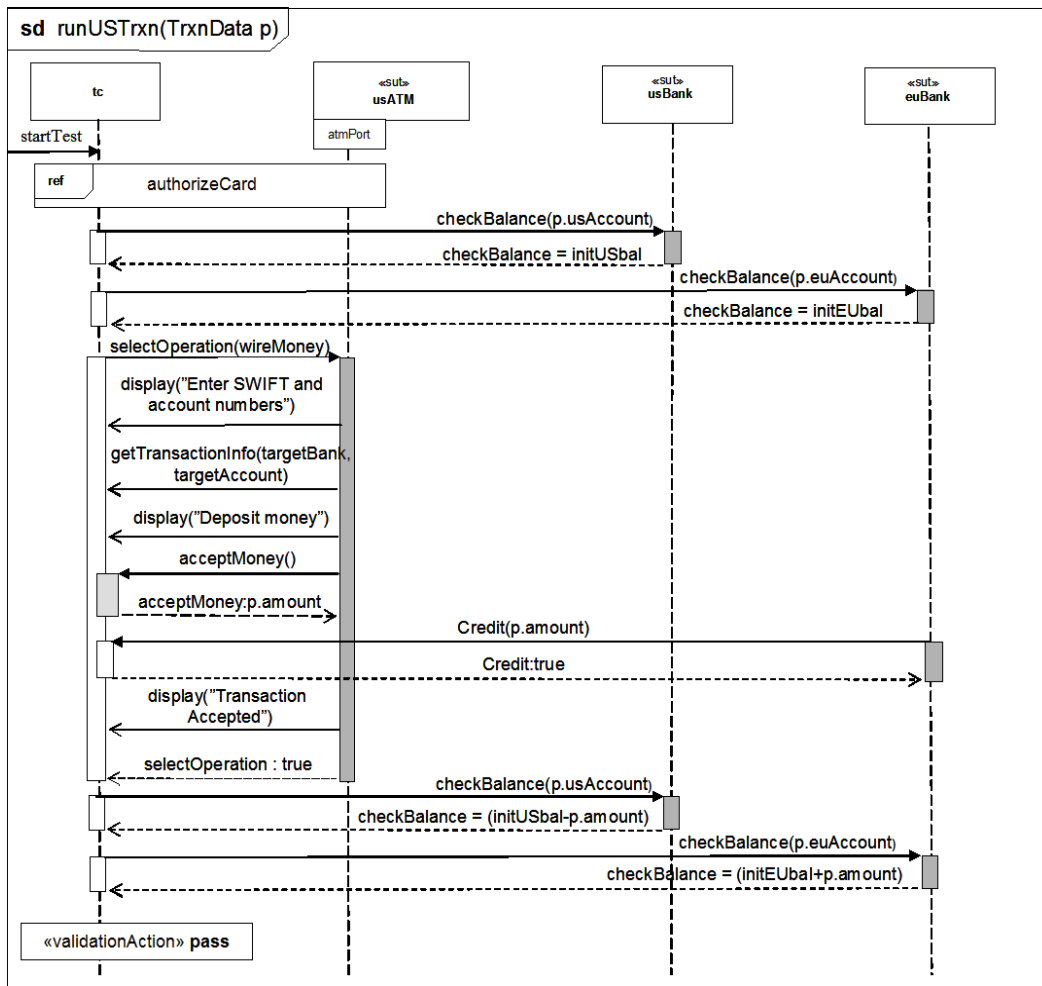 sd runUSTrxn(TrxnData p)
tc
«sut»
usATM
«sut»
usBank
«sut»
euBank
atmPort
startTest
ref
authorizeCard
checkBalance(p.usAccount)
checkBalance = initUSbal
checkBalance(p.euAccount)
checkBalance = initEUbal
selectOperation(wireMoney)
display(”Enter SWIFT and
account numbers”)
getTransactionInfo(targetBank,
targetAccount)
display(”Deposit money”)
acceptMoney()
acceptMoney:p.amount
Credit(p.amount)
Credit:true
display(”Transaction
Accepted”)
selectOperation : true
checkBalance(p.usAccount)
checkBalance = (initUSbal-p.amount)
checkBalance(p.euAccount)
checkBalance = (initEUbal+p.amount)
«validationAction» pass